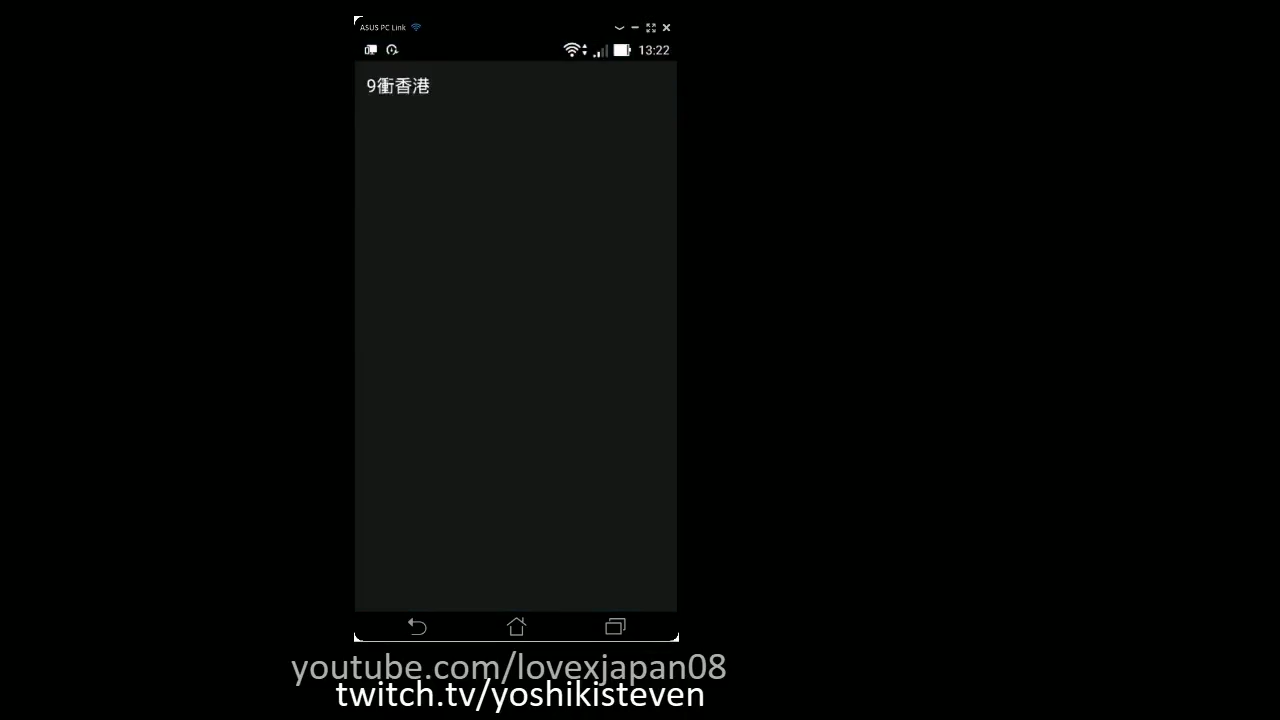 ASUS PC Link
13:22
9衝香港
youtube.com/lovexjapan08
twitch.tv/yoshikisteven